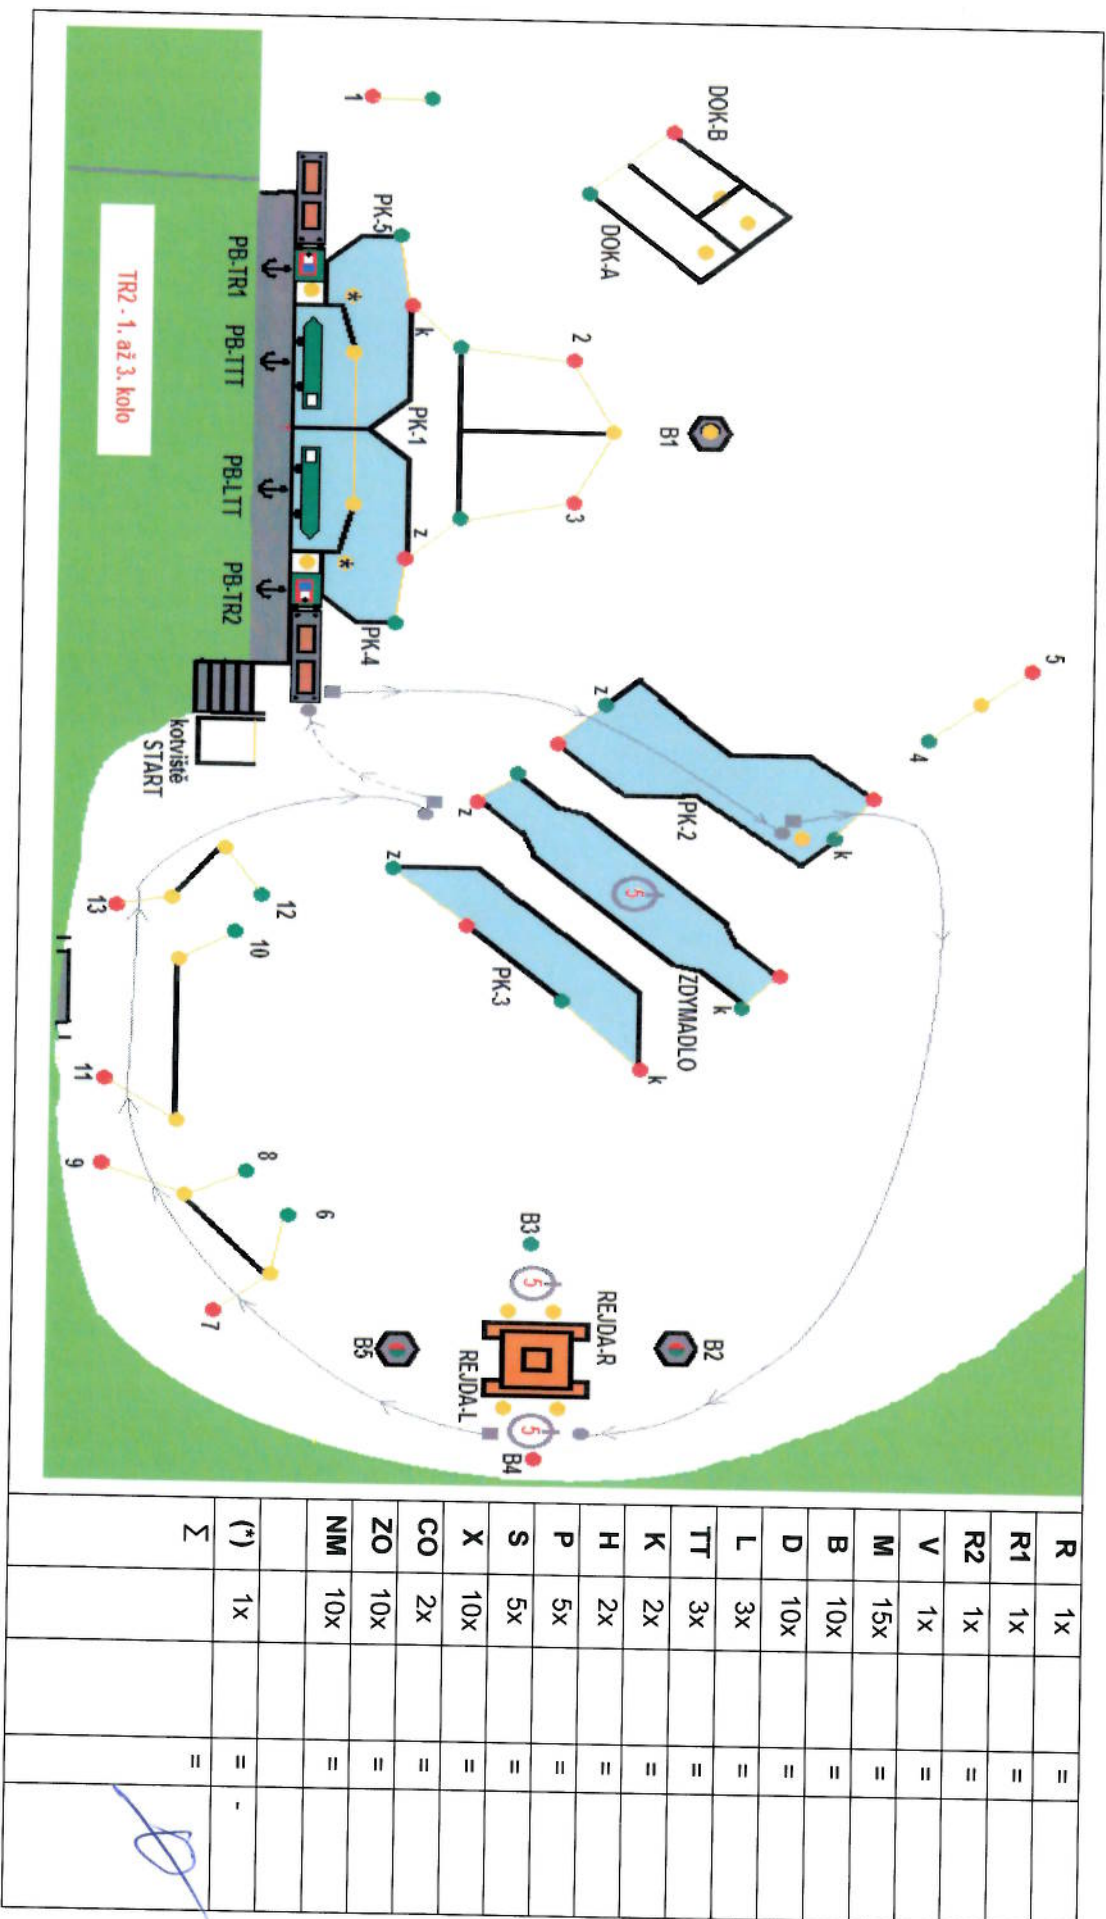 DOK-B
DOK-A
1
5
4
B1
2
3
PK-5
k
PK-1
z
PK-4
*
*
PB-TR1
PB-TTT
PB-LTT
PB-TR2
TR2 - 1. až 3. kolo
kotviště
START
z
PK-2
k
z
5
ZDYMADLO
k
z
PK-3
k
12
13
10
11
8
9
6
7
B3
5
REJDA-R
REJDA-L
B2
B5
5
B4
R 1x =
R1 1x =
R2 1x =
V 1x =
M 15x =
B 10x =
D 10x =
L 3x =
TT 3x =
K 2x =
H 2x =
P 5x =
S 5x =
X 10x =
CO 2x =
ZO 10x =
NM 10x =
(*) 1x = -
Σ =